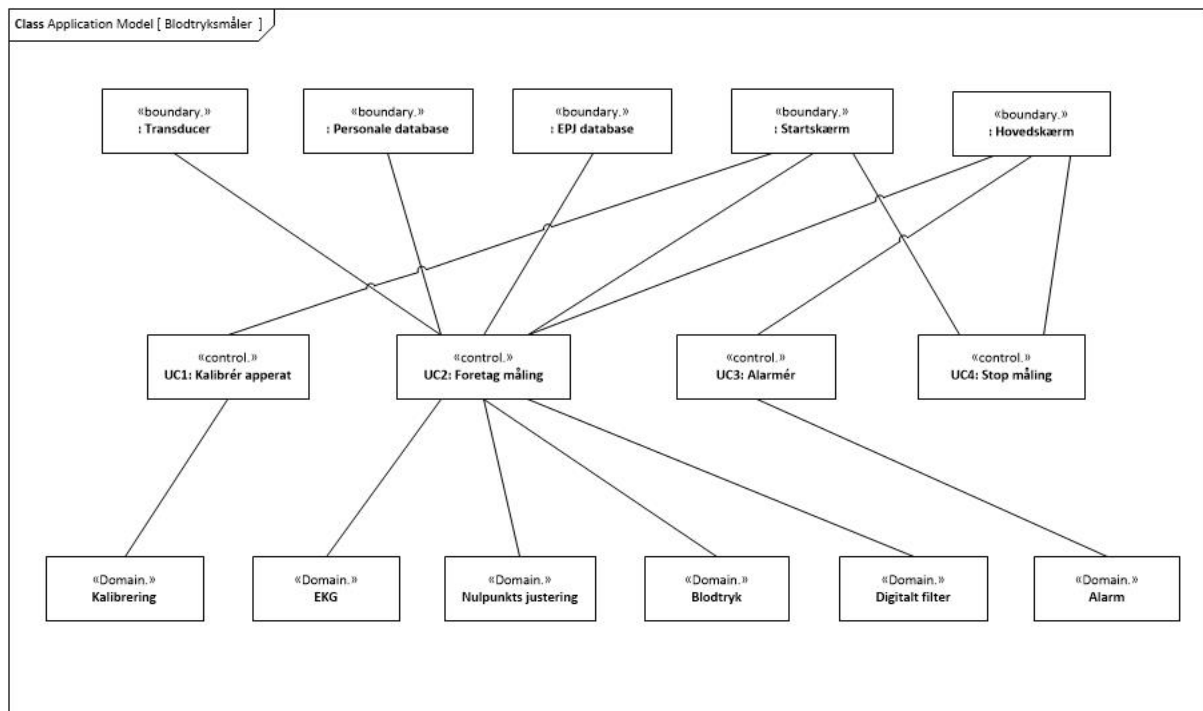 Class Application Model [ Blodtryksmåler ]
«boundary.»
: Transducer
«boundary.»
: Personale database
«boundary.»
: EPJ database
«boundary.»
: Startskærm
«boundary.»
: Hovedskærm
«control.»
UC1: Kalibrér apperat
«control.»
UC2: Foretag måling
«control.»
UC3: Alarmér
«control.»
UC4: Stop måling
«Domain.»
Kalibrering
«Domain.»
EKG
«Domain.»
Nulpunkts justering
«Domain.»
Blodtryk
«Domain.»
Digitalt filter
«Domain.»
Alarm